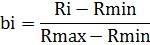 bi = (Ri − Rmin) / (Rmax − Rmin)